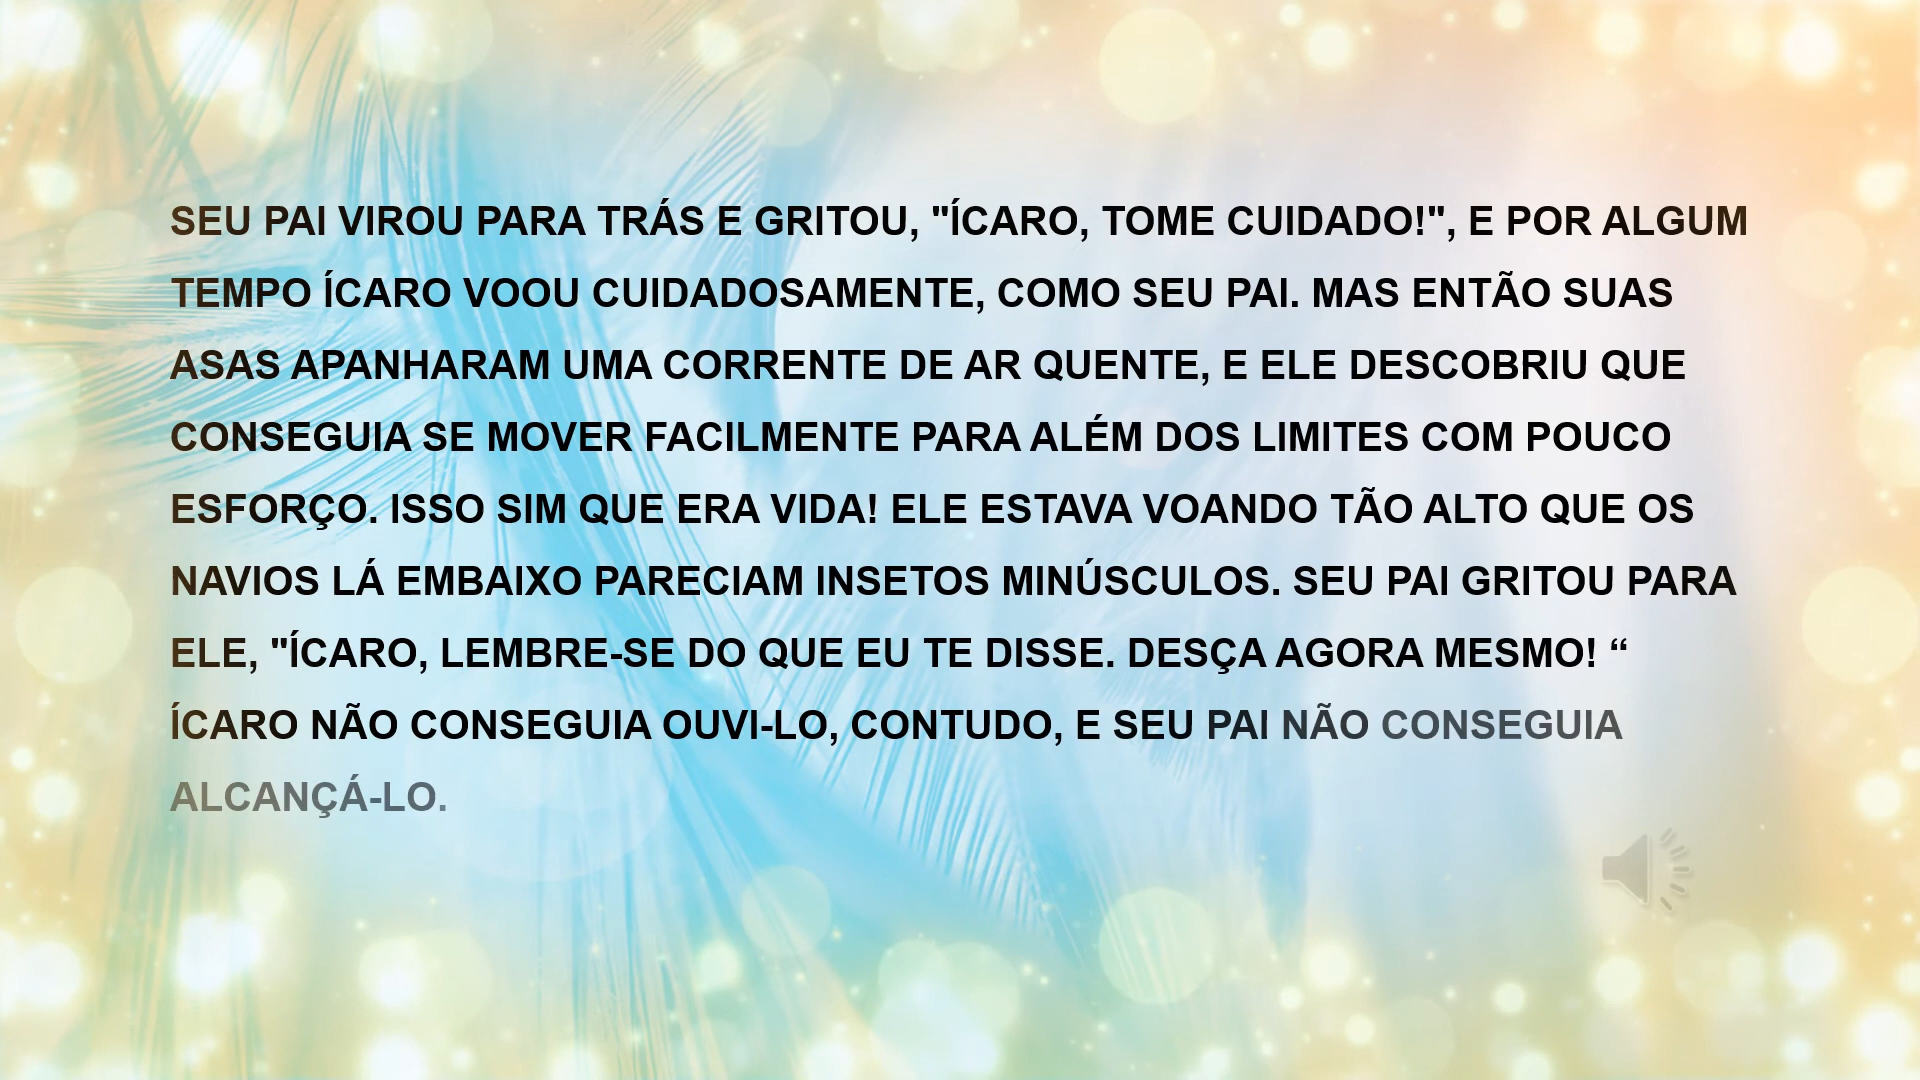 SEU PAI VIROU PARA TRÁS E GRITOU, "ÍCARO, TOME CUIDADO!", E POR ALGUM
TEMPO ÍCARO VOOU CUIDADOSAMENTE, COMO SEU PAI. MAS ENTÃO SUAS
ASAS APANHARAM UMA CORRENTE DE AR QUENTE, E ELE DESCOBRIU QUE
CONSEGUIA SE MOVER FACILMENTE PARA ALÉM DOS LIMITES COM POUCO
ESFORÇO. ISSO SIM QUE ERA VIDA! ELE ESTAVA VOANDO TÃO ALTO QUE OS
NAVIOS LÁ EMBAIXO PARECIAM INSETOS MINÚSCULOS. SEU PAI GRITOU PARA
ELE, "ÍCARO, LEMBRE-SE DO QUE EU TE DISSE. DESÇA AGORA MESMO! “
ÍCARO NÃO CONSEGUIA OUVI-LO, CONTUDO, E SEU PAI NÃO CONSEGUIA
ALCANÇÁ-LO.